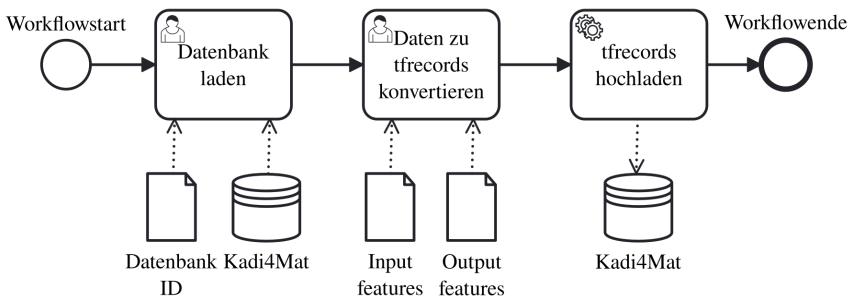 Workflowstart
Datenbank
laden
Daten zu
tfrecords
konvertieren
tfrecords
hochladen
Workflowende
Datenbank
ID
Kadi4Mat
Input
features
Output
features
Kadi4Mat